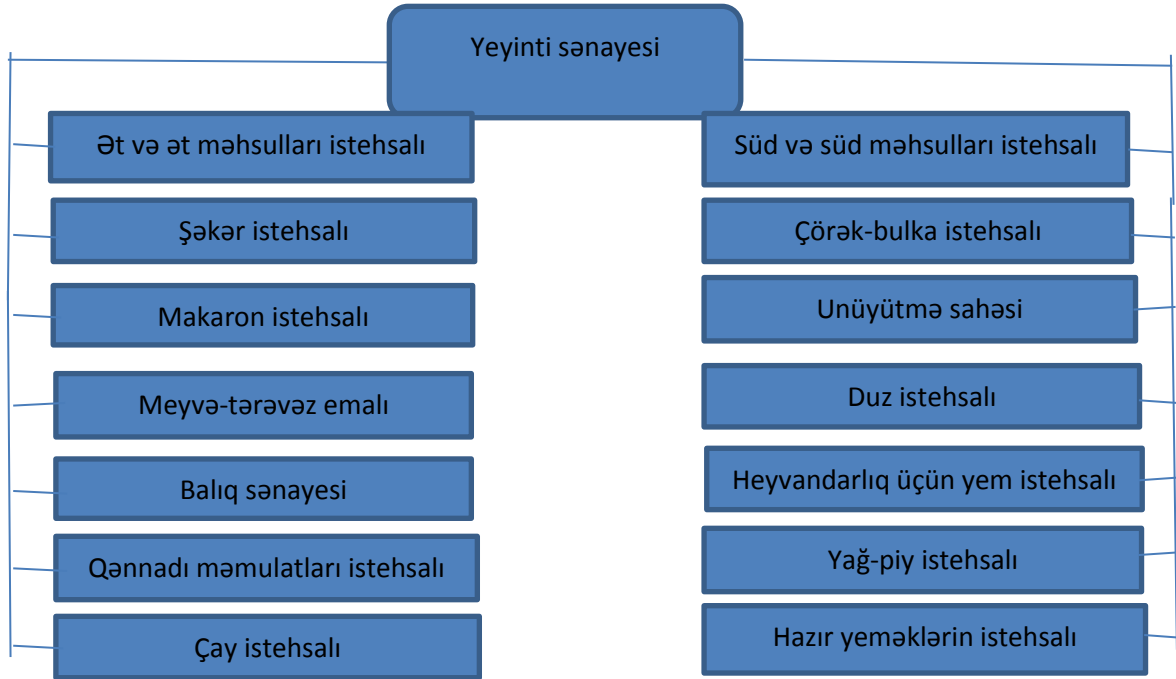 Yeyinti sənayesi
Ət və ət məhsulları istehsalı
Süd və süd məhsulları istehsalı
Şəkər istehsalı
Çörək-bulka istehsalı
Makaron istehsalı
Unüyütmə sahəsi
Meyvə-tərəvəz emalı
Duz istehsalı
Balıq sənayesi
Heyvandarlıq üçün yem istehsalı
Qənnadı məmulatları istehsalı
Yağ-piy istehsalı
Çay istehsalı
Hazır yeməklərin istehsalı